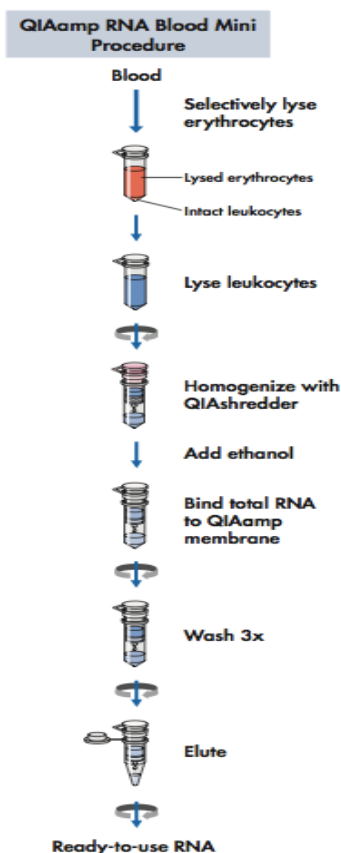 QIAamp RNA Blood Mini
Procedure
Blood
Selectively lyse
erythrocytes
Lysed erythrocytes
Intact leukocytes
Lyse leukocytes
Homogenize with
QIAshredder
Add ethanol
Bind total RNA
to QIAamp
membrane
Wash 3x
Elute
Ready-to-use RNA